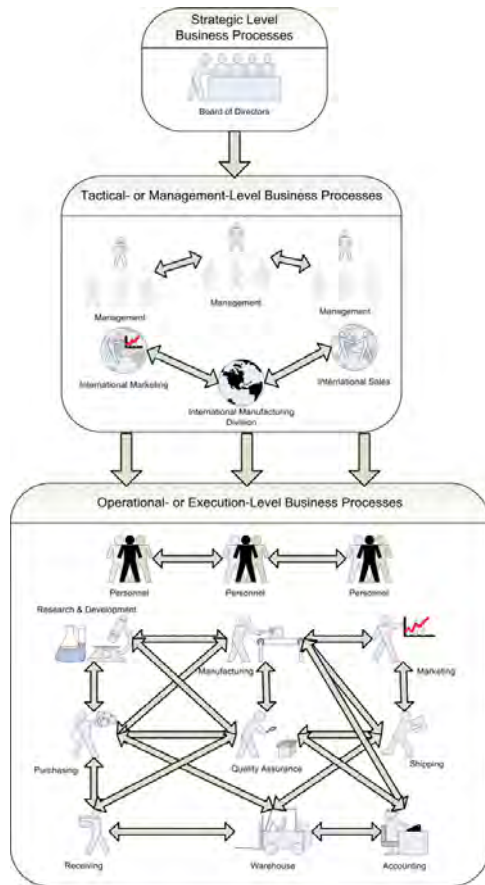 Strategic Level
Business Processes
Board of Directors
Tactical- or Management-Level Business Processes
Management
Management
Management
International Marketing
International Sales
International Manufacturing
Division
Operational- or Execution-Level Business Processes
Personnel
Personnel
Personnel
Research & Development
Manufacturing
Marketing
Purchasing
Quality Assurance
Shipping
Receiving
Warehouse
Accounting